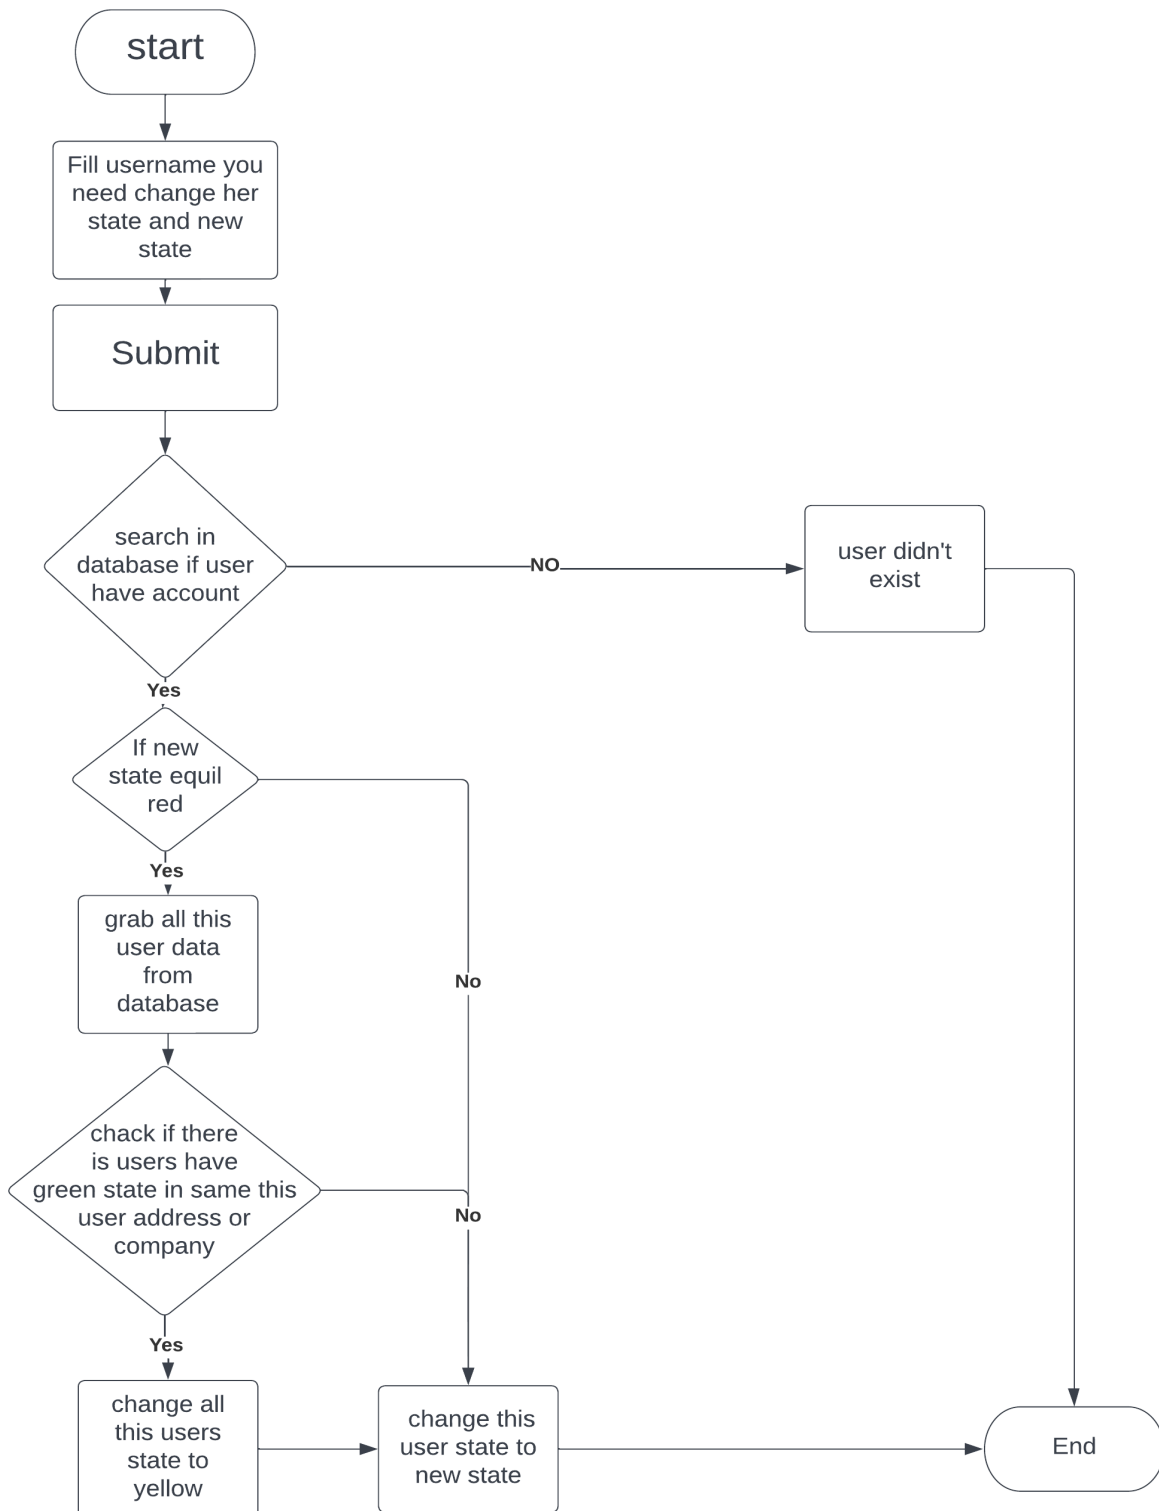 start
Fill username you
need change her
state and new
state
Submit
search in
database if user
have account
NO
user didn't
exist
Yes
If new
state equil
red
Yes
grab all this
user data
from
database
No
chack if there
is users have
green state in same this
user address or
company
No
Yes
change all
this users
state to
yellow
change this
user state to
new state
End